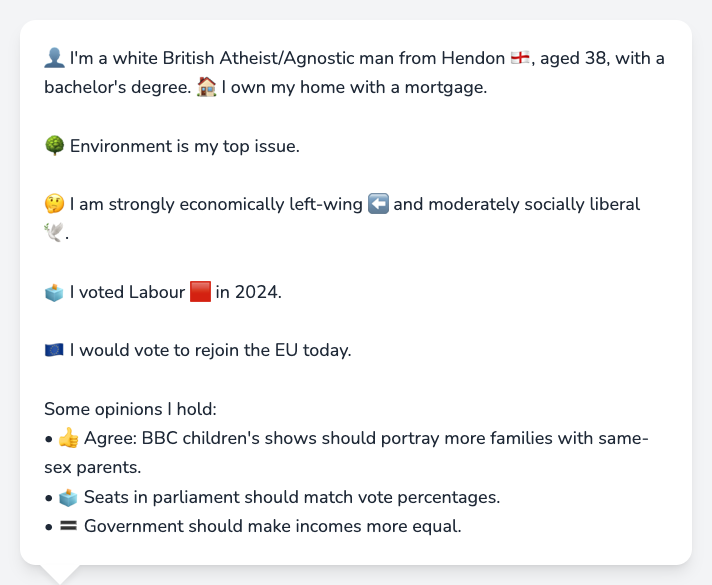 👤 I'm a white British Atheist/Agnostic man from Hendon 🏴󠁧󠁢󠁥󠁮󠁧󠁿, aged 38, with a
bachelor's degree. 🏠 I own my home with a mortgage.
🌳 Environment is my top issue.
🤔 I am strongly economically left-wing ⬅️ and moderately socially liberal
🕊️.
🗳️ I voted Labour 🟥 in 2024.
🇪🇺 I would vote to rejoin the EU today.
Some opinions I hold:
• 👍 Agree: BBC children's shows should portray more families with same-
sex parents.
• 🗳️ Seats in parliament should match vote percentages.
• 🟰 Government should make incomes more equal.